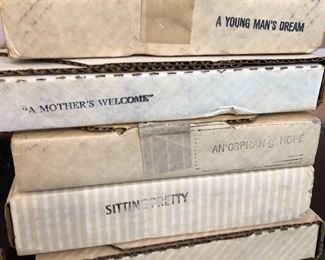 A YOUNG MAN'S DREAM
"A MOTHER'S WELCOME"
AN ORPHAN'S HOPE
SITTING PRETTY